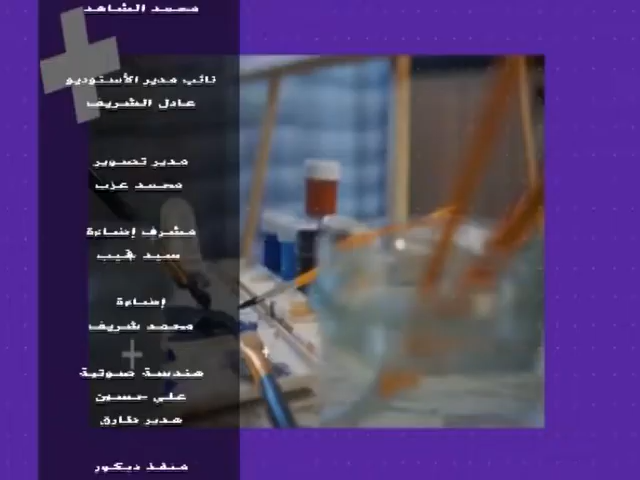 محمد الشاهد
نائب مدير الأستوديو
عادل الشريف
مدير تصوير
محمد عزب
مشرف إضاءة
سيد
إضاءة
محمد شريف
هندسة صوتية
علي حسين
هدير طارق
منفذ ديكور